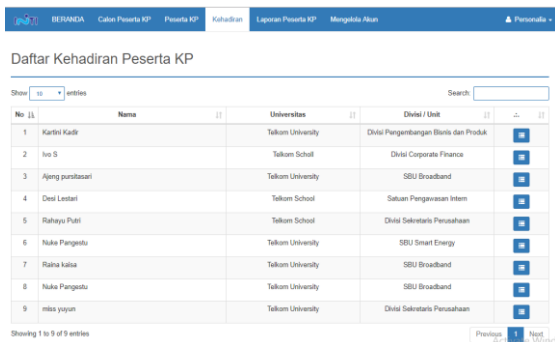 INTI BERANDA Calon Peserta KP Peserta KP Kehadiran Laporan Peserta KP Mengelola Akun Personalia
Daftar Kehadiran Peserta KP
Show 10 entries Search:
No Nama Universitas Divisi / Unit .:.
1 Kartini Kadir Telkom University Divisi Pengembangan Bisnis dan Produk
2 Ivo S Telkom Scholl Divisi Corporate Finance
3 Ajeng pursitasari Telkom University SBU Broadband
4 Desi Lestari Telkom School Satuan Pengawasan Intern
5 Rahayu Putri Telkom School Divisi Sekretaris Perusahaan
6 Nuke Pangestu Telkom University SBU Smart Energy
7 Raina kaisa Telkom University SBU Broadband
8 Nuke Pangestu Telkom University SBU Broadband
9 miss yuyun Telkom University Divisi Sekretaris Perusahaan
Showing 1 to 9 of 9 entries Previous 1 Next